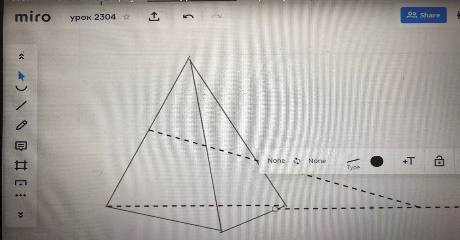 miro урок 2304 Share
None None Type +T